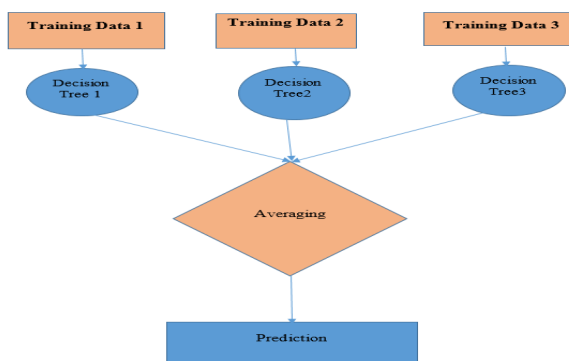 Training Data 1
Training Data 2
Training Data 3
Decision
Tree 1
Decision
Tree2
Decision
Tree3
Averaging
Prediction